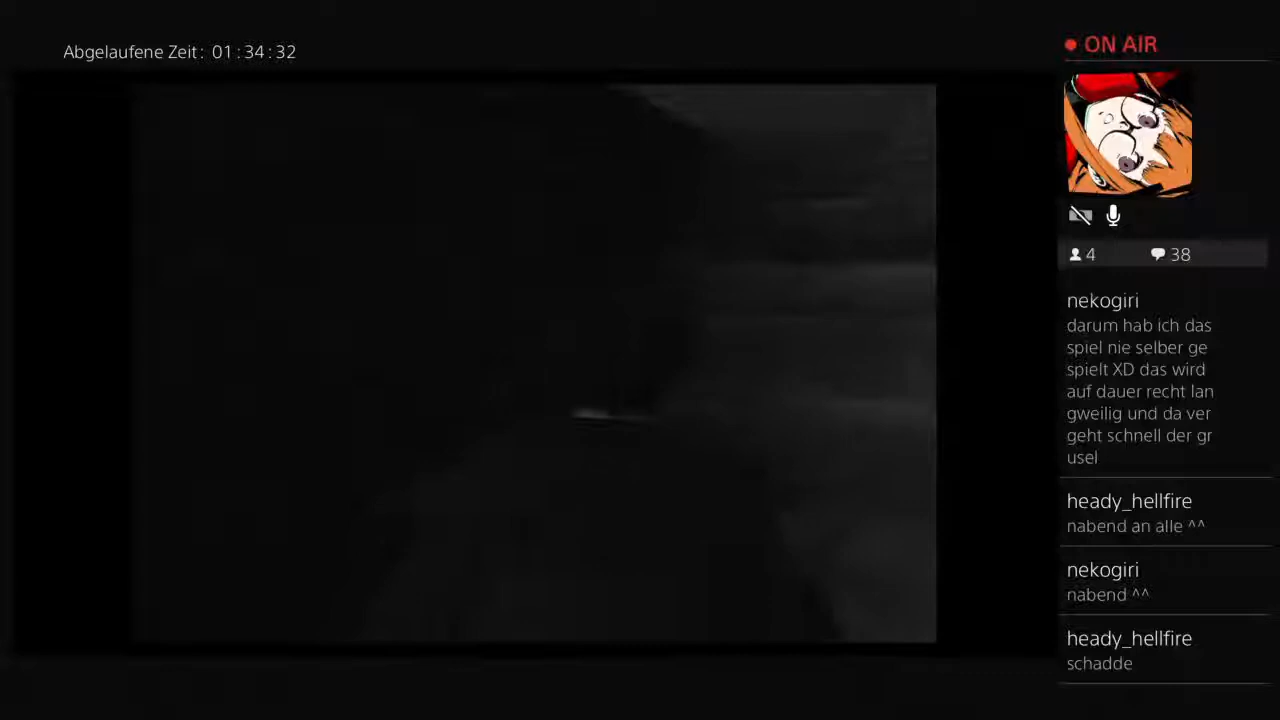 Abgelaufene Zeit: 01:34:32
ON AIR
4 38
nekogiri
darum hab ich das
spiel nie selber ge
spielt XD das wird
auf dauer recht lan
gweilig und da ver
geht schnell der gr
usel
heady_hellfire
nabend an alle ^^
nekogiri
nabend ^^
heady_hellfire
schadde